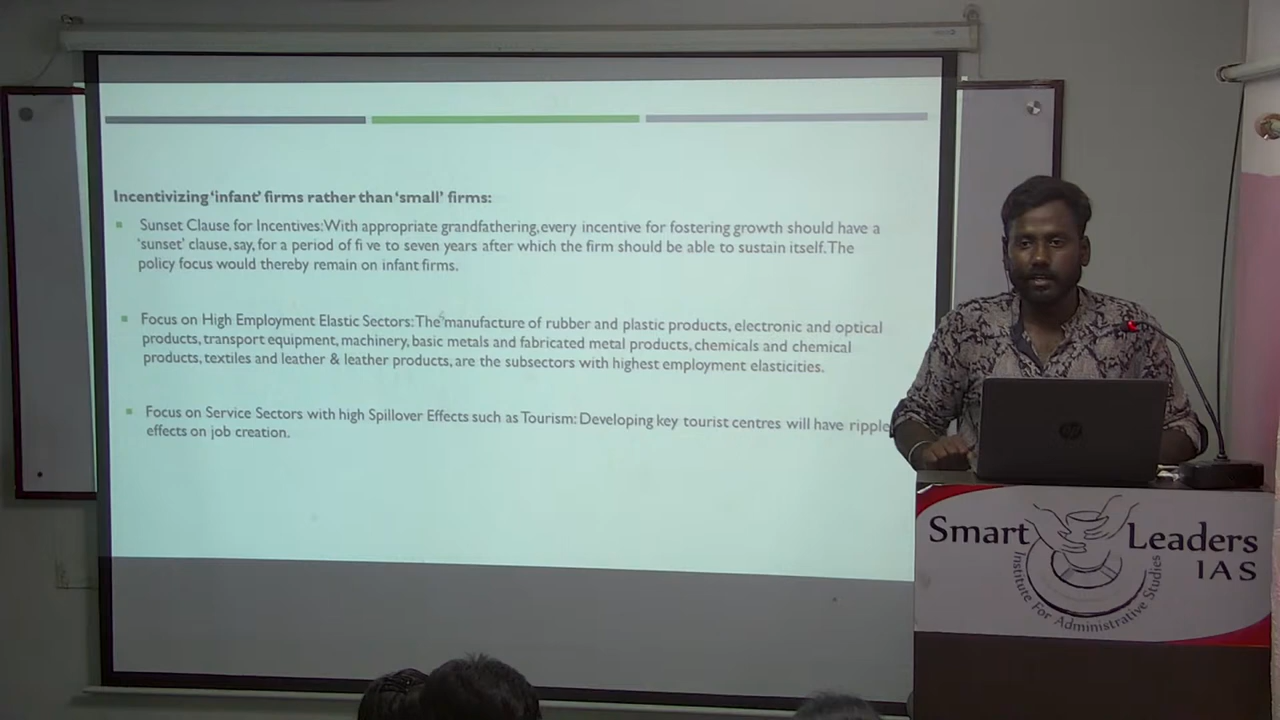 Incentivizing 'infant' firms rather than 'small' firms:
Sunset Clause for Incentives: With appropriate grandfathering, every incentive for fostering growth should have a
'sunset' clause, say, for a period of fi ve to seven years after which the firm should be able to sustain itself. The
policy focus would thereby remain on infant firms.
Focus on High Employment Elastic Sectors: The manufacture of rubber and plastic products, electronic and optical
products, transport equipment, machinery, basic metals and fabricated metal products, chemicals and chemical
products, textiles and leather & leather products, are the subsectors with highest employment elasticities.
Focus on Service Sectors with high Spillover Effects such as Tourism: Developing key tourist centres will have ripple
effects on job creation.
hp
Smart Leaders
IAS
Institute For Administrative Studies